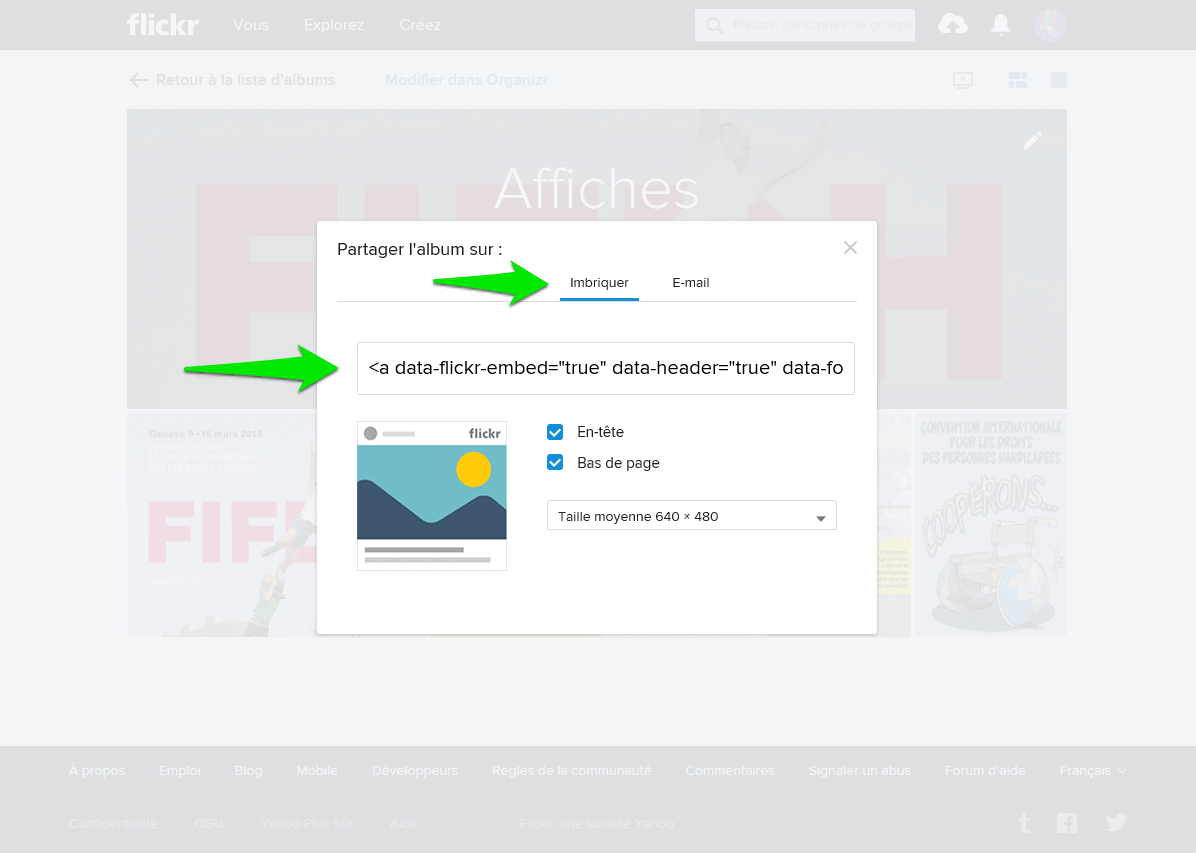 flickr Vous Explorez Créez Photos, personnes ou groupe
Retour à la liste d'albums Modifier dans Organizr
Affiches
Partager l'album sur :
Imbriquer E-mail
<a data-flickr-embed="true" data-header="true" data-fo
flickr
En-tête
Bas de page
Taille moyenne 640 × 480
Genève 9–18 mars 2018
FIF
CONVENTION INTERNATIONALE
POUR LES DROITS
DES PERSONNES HANDICAPÉES
COOPÉRONS...
À propos Emploi Blog Mobile Développeurs Règles de la communauté Commentaires Signaler un abus Forum d'aide Français
Confidentialité CGU Yahoo Plus Sûr Aide Flickr, une société Yahoo